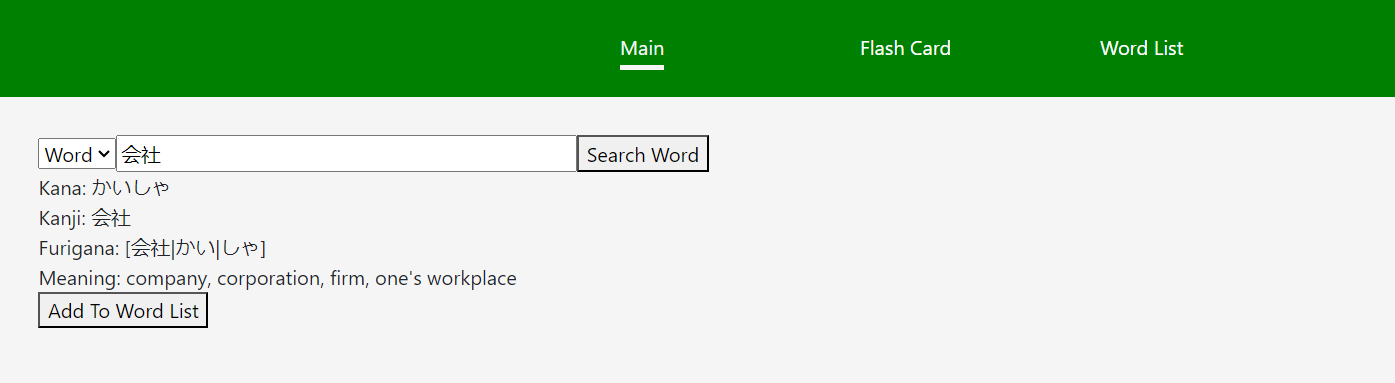 Main Flash Card Word List
Word 会社 Search Word
Kana: かいしゃ
Kanji: 会社
Furigana: [会社|かい|しゃ]
Meaning: company, corporation, firm, one's workplace
Add To Word List